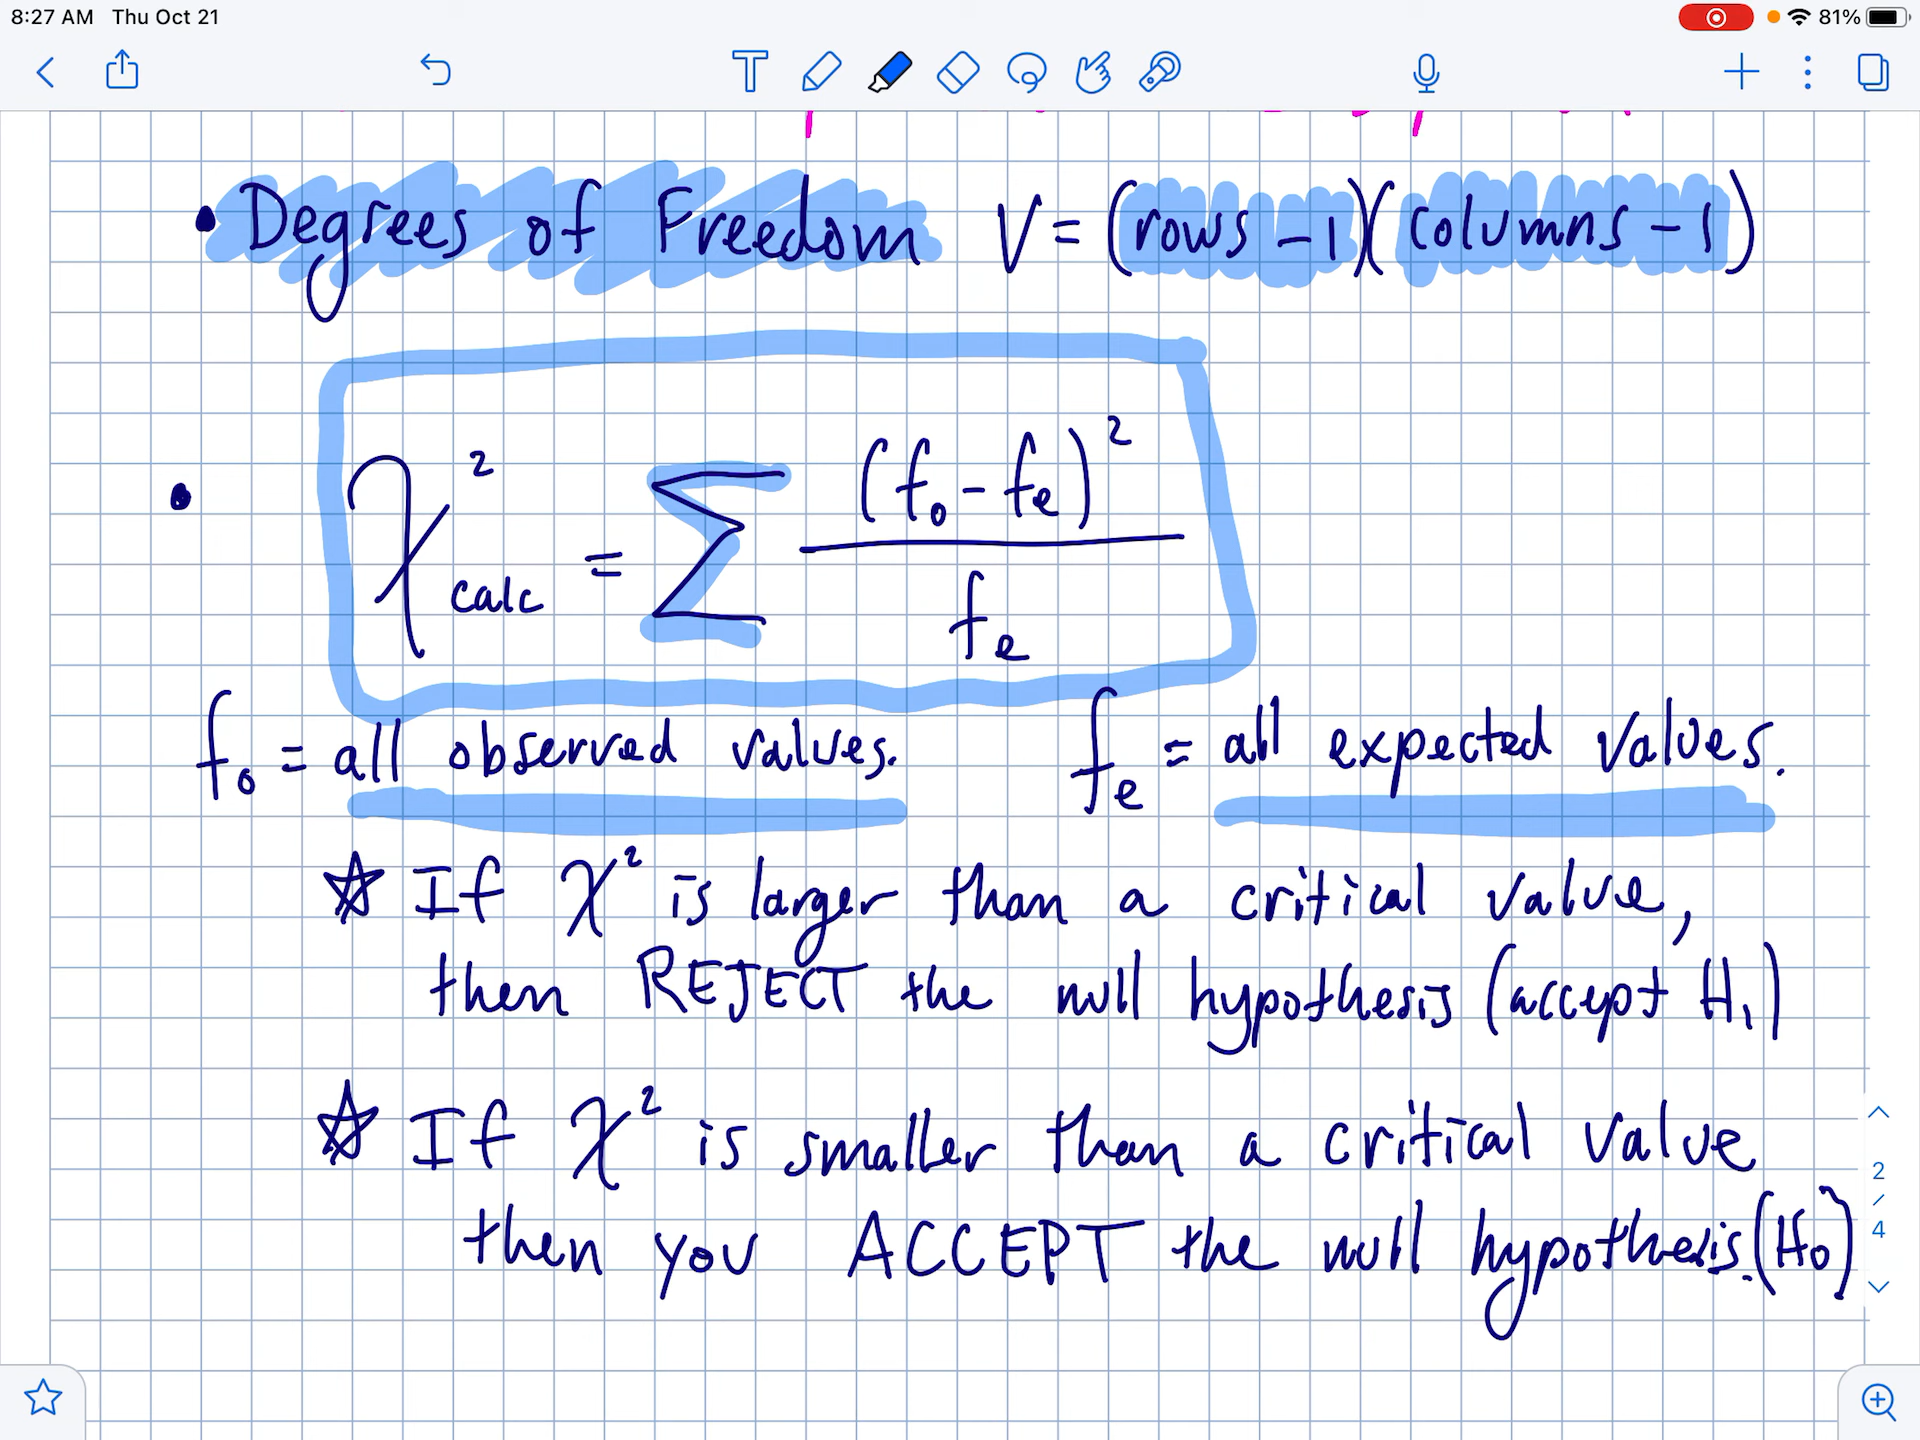 8:27 AM Thu Oct 21
81%
T
• Degrees of Freedom V = (rows - 1)(columns - 1)
• χ²calc = Σ (fo - fe)² / fe
fo = all observed values. fe = all expected values.
☆ If χ² is larger than a critical value,
then REJECT the null hypothesis (accept H₁)
☆ If χ² is smaller than a critical value
then you ACCEPT the null hypothesis. (H₀)
2
/
4